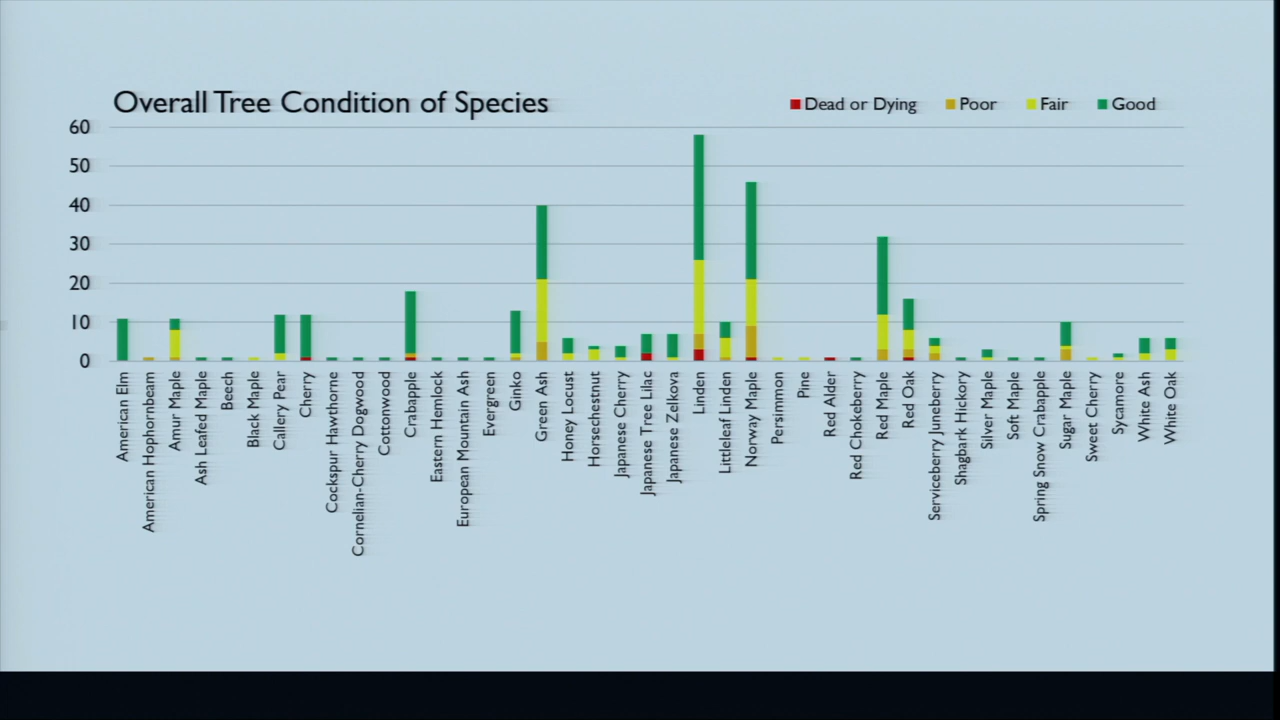 Overall Tree Condition of Species
Dead or Dying
Poor
Fair
Good
60
50
40
30
20
10
0
American Elm
American Hophornbeam
Amur Maple
Ash Leafed Maple
Beech
Black Maple
Callery Pear
Cherry
Cockspur Hawthorne
Cornelian-Cherry Dogwood
Cottonwood
Crabapple
Eastern Hemlock
European Mountain Ash
Evergreen
Ginko
Green Ash
Honey Locust
Horsechestnut
Japanese Cherry
Japanese Tree Lilac
Japanese Zelkova
Linden
Littleleaf Linden
Norway Maple
Persimmon
Pine
Red Alder
Red Chokeberry
Red Maple
Red Oak
Serviceberry Juneberry
Shagbark Hickory
Silver Maple
Soft Maple
Spring Snow Crabapple
Sugar Maple
Sweet Cherry
Sycamore
White Ash
White Oak